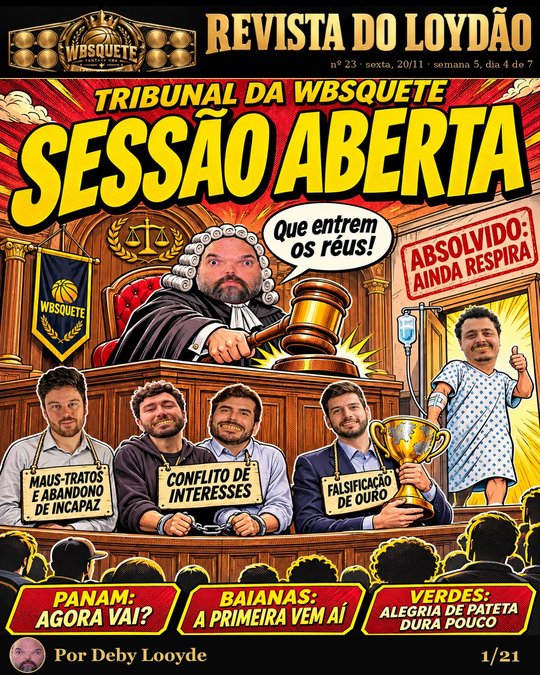 WBSQUETE
FANTASY NBA
REVISTA DO LOYDÃO
nº 23 · sexta, 20/11 · semana 5, dia 4 de 7
TRIBUNAL DA WBSQUETE
SESSÃO ABERTA
Que entrem
os réus!
ABSOLVIDO:
AINDA RESPIRA
WBSQUETE
MAUS-TRATOS
E ABANDONO
DE INCAPAZ
CONFLITO DE
INTERESSES
FALSIFICAÇÃO
DE OURO
PANAM:
AGORA VAI?
BAIANAS:
A PRIMEIRA VEM AÍ
VERDES:
ALEGRIA DE PATETA
DURA POUCO
Por Deby Looyde
1/21